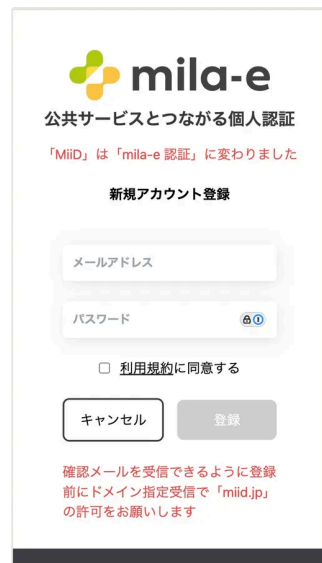 mila-e
公共サービスとつながる個人認証
「MiiD」は「mila-e 認証」に変わりました
新規アカウント登録
メールアドレス
パスワード
利用規約に同意する
キャンセル 登録
確認メールを受信できるように登録
前にドメイン指定受信で「miid.jp」
の許可をお願いします